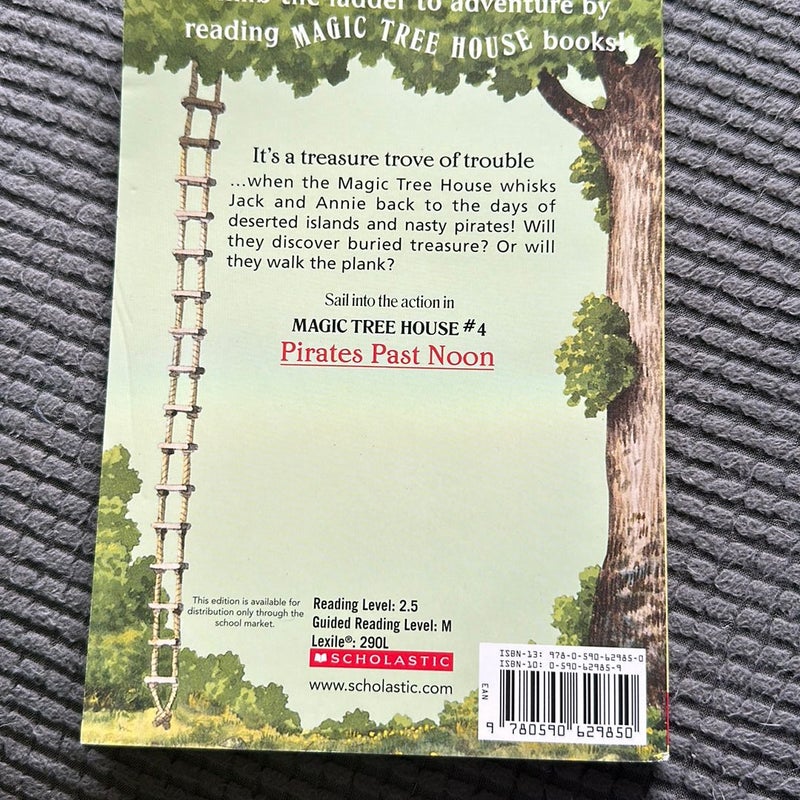 the ladder to adventure by
reading MAGIC TREE HOUSE books!
It's a treasure trove of trouble
...when the Magic Tree House whisks
Jack and Annie back to the days of
deserted islands and nasty pirates! Will
they discover buried treasure? Or will
they walk the plank?
Sail into the action in
MAGIC TREE HOUSE #4
Pirates Past Noon
This edition is available for
distribution only through the
school market.
Reading Level: 2.5
Guided Reading Level: M
Lexile®: 290L
SCHOLASTIC
www.scholastic.com
ISBN-13: 978-0-590-62985-0
ISBN-10: 0-590-62985-9
EAN
9 780590 629850